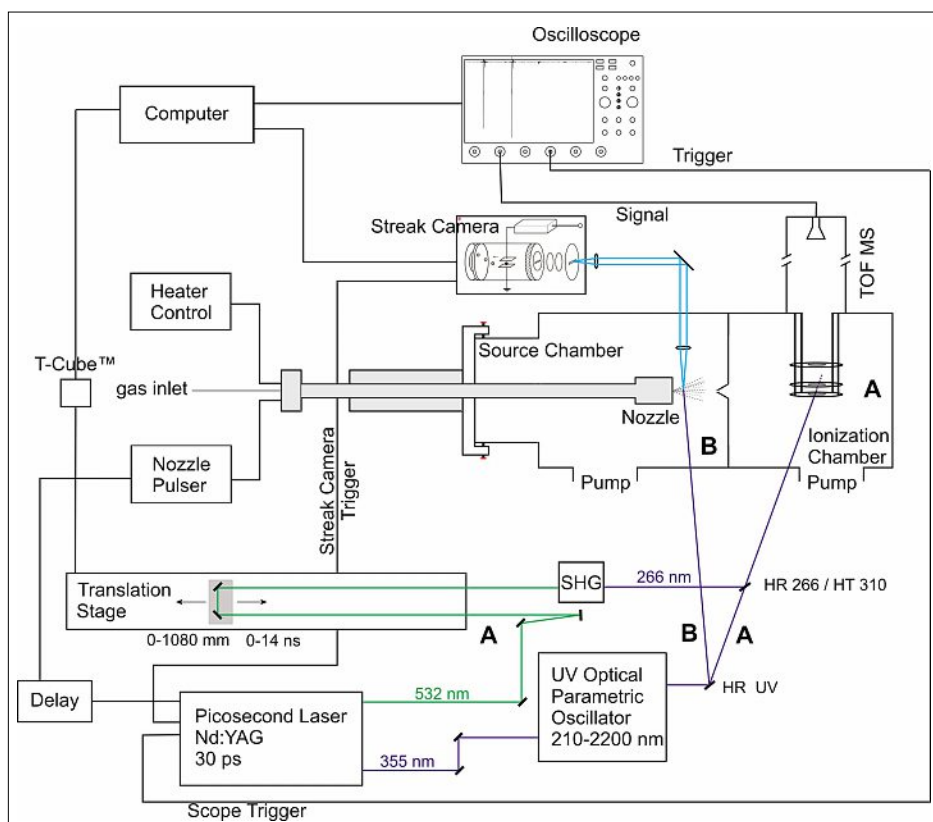 Oscilloscope
Computer
Trigger
Signal
Streak Camera
TOF MS
Heater
Control
Source Chamber
T-Cube™
gas inlet
Nozzle
A
B
Ionization
Chamber
Nozzle
Pulser
Pump
Pump
Streak Camera
Trigger
Translation
Stage
SHG
266 nm
HR 266 / HT 310
0-1080 mm
0-14 ns
A
B
A
Delay
532 nm
UV Optical
Parametric
Oscillator
210-2200 nm
HR UV
Picosecond Laser
Nd:YAG
30 ps
355 nm
Scope Trigger